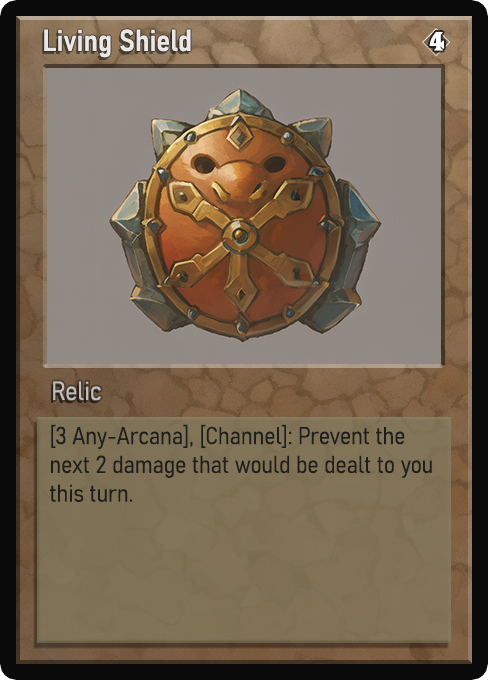 Living Shield
4
Relic
[3 Any-Arcana], [Channel]: Prevent the
next 2 damage that would be dealt to you
this turn.